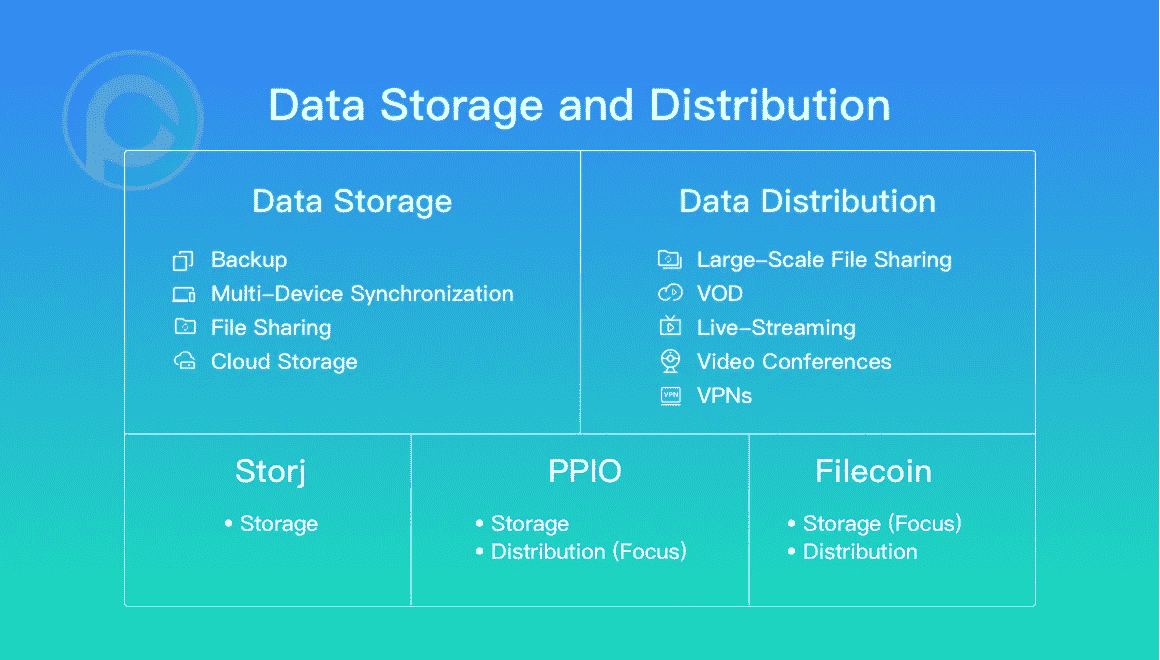 Data Storage and Distribution
Data Storage
Backup
Multi–Device Synchronization
File Sharing
Cloud Storage
Data Distribution
Large–Scale File Sharing
VOD
Live–Streaming
Video Conferences
VPN VPNs
Storj
• Storage
PPIO
• Storage
• Distribution (Focus)
Filecoin
• Storage (Focus)
• Distribution